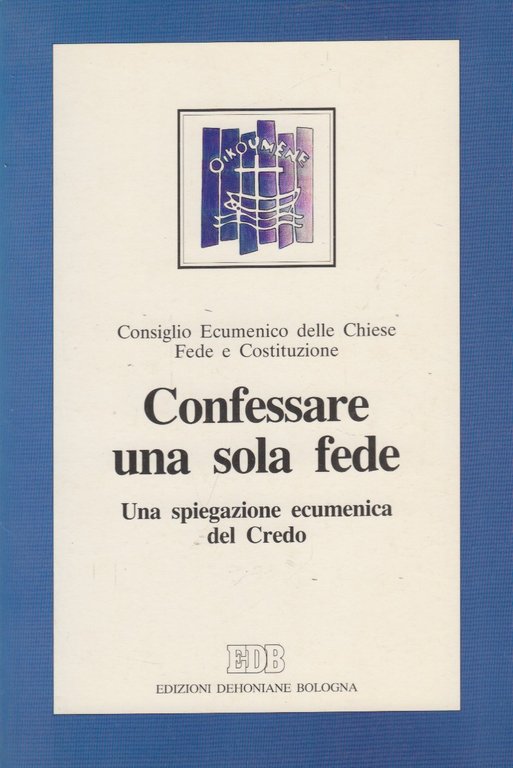 OIKOUMENE
Consiglio Ecumenico delle Chiese
Fede e Costituzione
Confessare
una sola fede
Una spiegazione ecumenica
del Credo
EDB
EDIZIONI DEHONIANE BOLOGNA